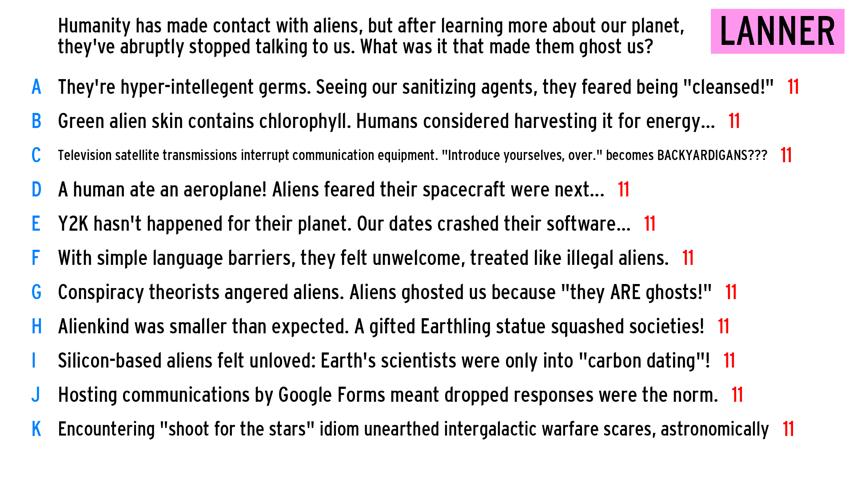 Humanity has made contact with aliens, but after learning more about our planet,
they've abruptly stopped talking to us. What was it that made them ghost us?
LANNER
A They're hyper-intellegent germs. Seeing our sanitizing agents, they feared being "cleansed!" 11
B Green alien skin contains chlorophyll. Humans considered harvesting it for energy... 11
C Television satellite transmissions interrupt communication equipment. "Introduce yourselves, over." becomes BACKYARDIGANS??? 11
D A human ate an aeroplane! Aliens feared their spacecraft were next... 11
E Y2K hasn't happened for their planet. Our dates crashed their software... 11
F With simple language barriers, they felt unwelcome, treated like illegal aliens. 11
G Conspiracy theorists angered aliens. Aliens ghosted us because "they ARE ghosts!" 11
H Alienkind was smaller than expected. A gifted Earthling statue squashed societies! 11
I Silicon-based aliens felt unloved: Earth's scientists were only into "carbon dating"! 11
J Hosting communications by Google Forms meant dropped responses were the norm. 11
K Encountering "shoot for the stars" idiom unearthed intergalactic warfare scares, astronomically 11